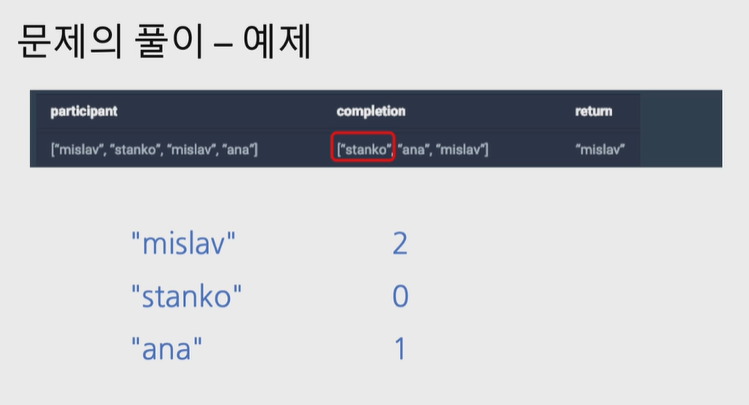 문제의 풀이 – 예제
participant completion return
["mislav", "stanko", "mislav", "ana"] ["stanko", "ana", "mislav"] "mislav"
"mislav" 2
"stanko" 0
"ana" 1